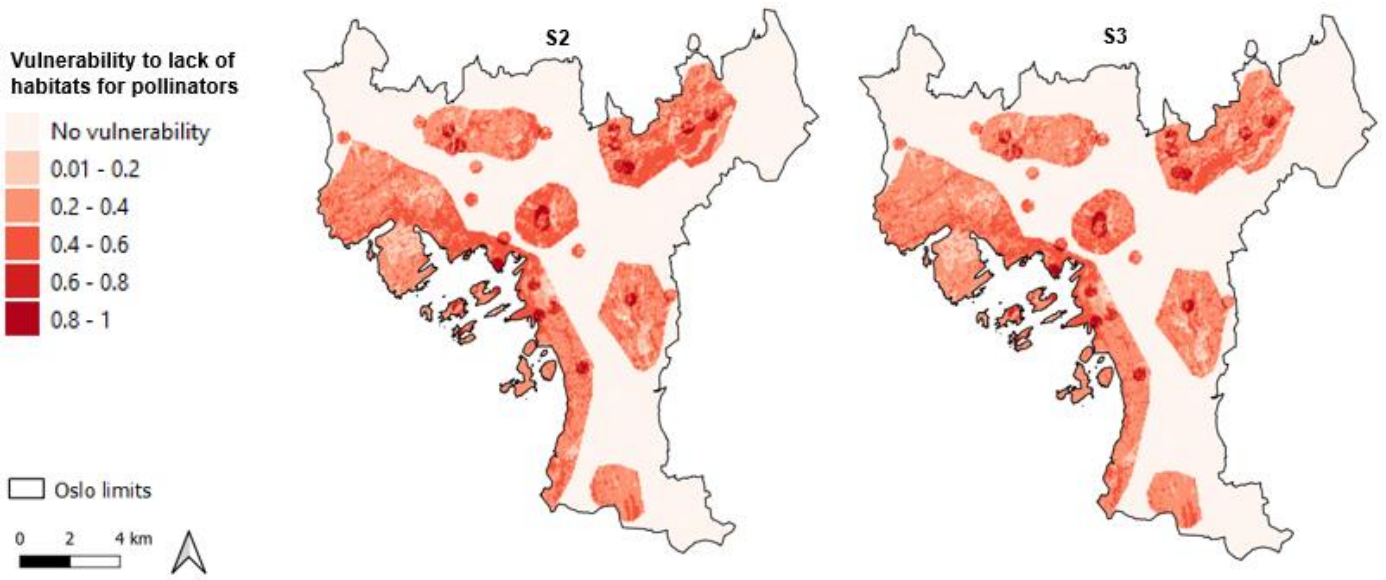 Vulnerability to lack of
habitats for pollinators
No vulnerability
0.01 - 0.2
0.2 - 0.4
0.4 - 0.6
0.6 - 0.8
0.8 - 1
Oslo limits
0 2 4 km
S2
S3